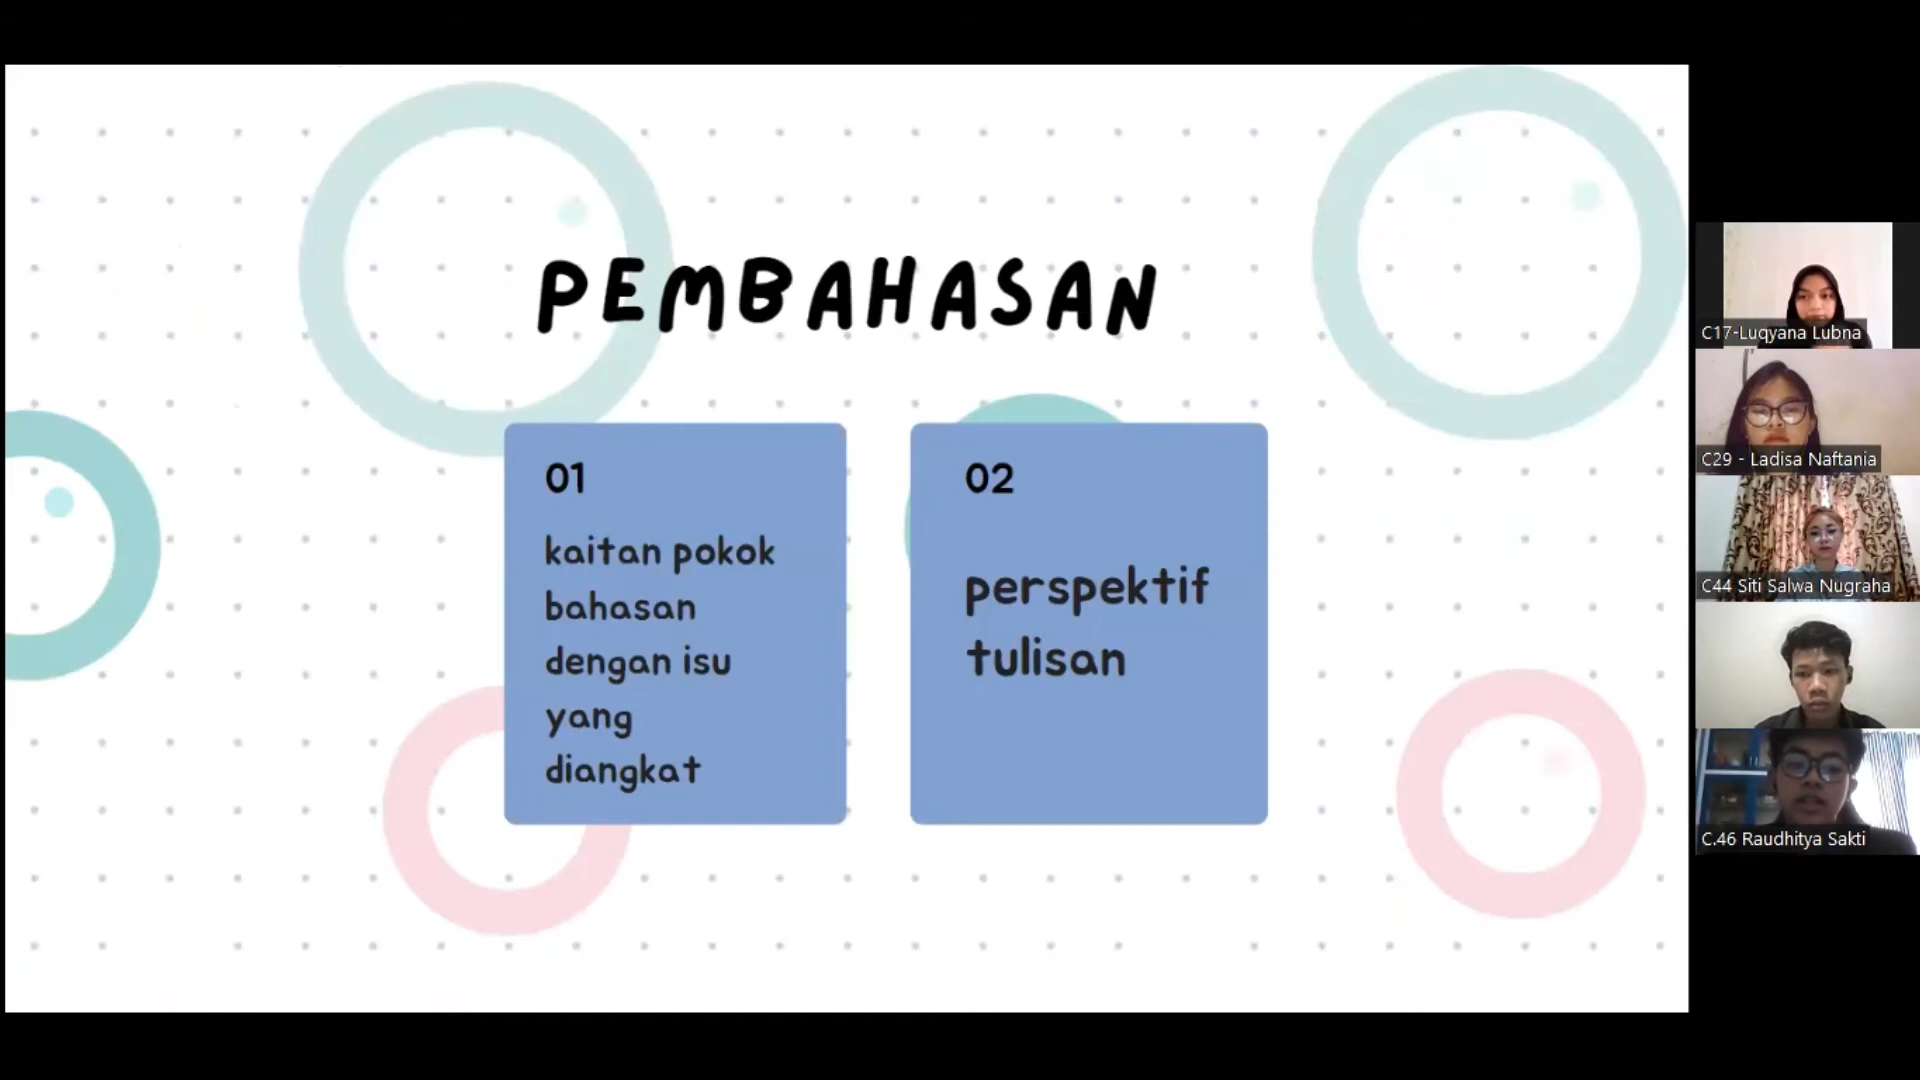 PEMBAHASAN
01
kaitan pokok
bahasan
dengan isu
yang
diangkat
02
perspektif
tulisan
C17-Luqyana Lubna
C29 - Ladisa Naftania
C44 Siti Salwa Nugraha
C.46 Raudhitya Sakti